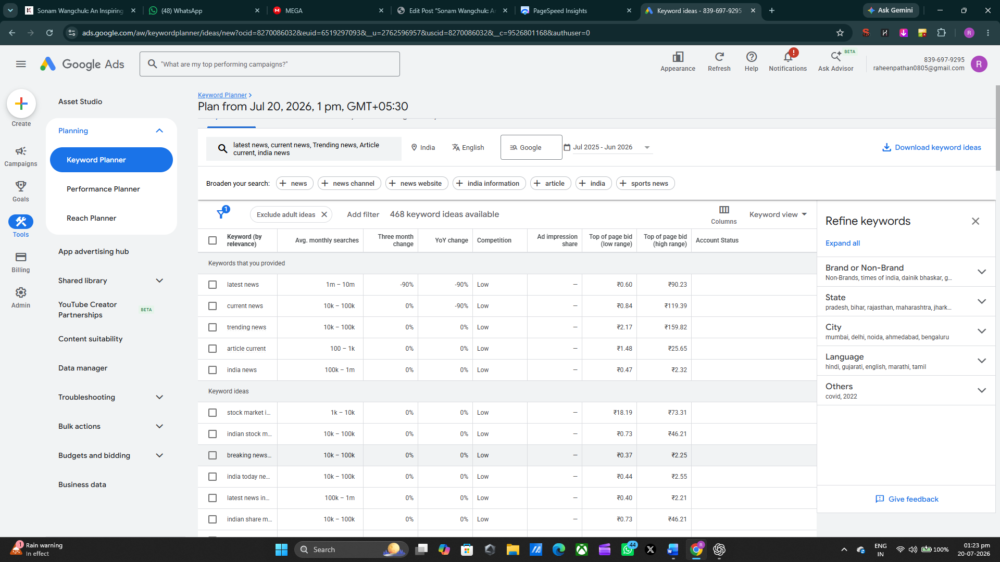 Sonam Wangchuk: An Inspiring
(48) WhatsApp
MEGA
Edit Post "Sonam Wangchuk: A
PageSpeed Insights
Keyword ideas - 839-697-9295
Ask Gemini
ads.google.com/aw/keywordplanner/ideas/new?ocid=8270086032&euid=6519297093&__u=2762596957&uscid=8270086032&__c=9526801168&authuser=0
R
Google Ads
"What are my top performing campaigns?"
Appearance
Refresh
Help
Notifications
Ask Advisor
BETA
839-697-9295
raheenpathan0805@gmail.com
R
Create
Campaigns
Goals
Tools
Billing
Admin
Asset Studio
Planning
Keyword Planner
Performance Planner
Reach Planner
App advertising hub
Shared library
YouTube Creator
Partnerships
BETA
Content suitability
Data manager
Troubleshooting
Bulk actions
Budgets and bidding
Business data
Keyword Planner
Plan from Jul 20, 2026, 1 pm, GMT+05:30
latest news, current news, Trending news, Article
current, india news
India
English
Google
Jul 2025 - Jun 2026
Download keyword ideas
Broaden your search:
news
news channel
news website
india information
article
india
sports news
1
Exclude adult ideas
Add filter
468 keyword ideas available
Columns
Keyword view
Keyword (by relevance) Avg. monthly searches Three month change YoY change Competition Ad impression share Top of page bid (low range) Top of page bid (high range) Account Status
Keywords that you provided
latest news 1m – 10m -90% -90% Low — ₹0.60 ₹90.23
current news 10k – 100k 0% -90% Low — ₹0.84 ₹119.39
trending news 10k – 100k 0% 0% Low — ₹2.17 ₹159.82
article current 100 – 1k 0% 0% Low — ₹1.48 ₹25.65
india news 100k – 1m 0% 0% Low — ₹0.47 ₹2.32
Keyword ideas
stock market i... 1k – 10k 0% 0% Low — ₹18.19 ₹73.31
indian stock m... 10k – 100k 0% 0% Low — ₹0.73 ₹46.21
breaking news... 10k – 100k 0% 0% Low — ₹0.37 ₹2.25
india today ne... 10k – 100k 0% 0% Low — ₹0.44 ₹2.55
latest news in... 100k – 1m 0% 0% Low — ₹0.40 ₹2.21
indian share m... 10k – 100k 0% 0% Low — ₹0.73 ₹46.21
Refine keywords
Expand all
Brand or Non-Brand
Non-Brands, times of india, dainik bhaskar, g...
State
pradesh, bihar, rajasthan, maharashtra, jhark...
City
mumbai, delhi, noida, ahmedabad, bengaluru
Language
hindi, gujarati, english, marathi, tamil
Others
covid, 2022
Give feedback
1
Rain warning
In effect
Search
44
R
ENG
IN
100%
01:23 pm
20-07-2026